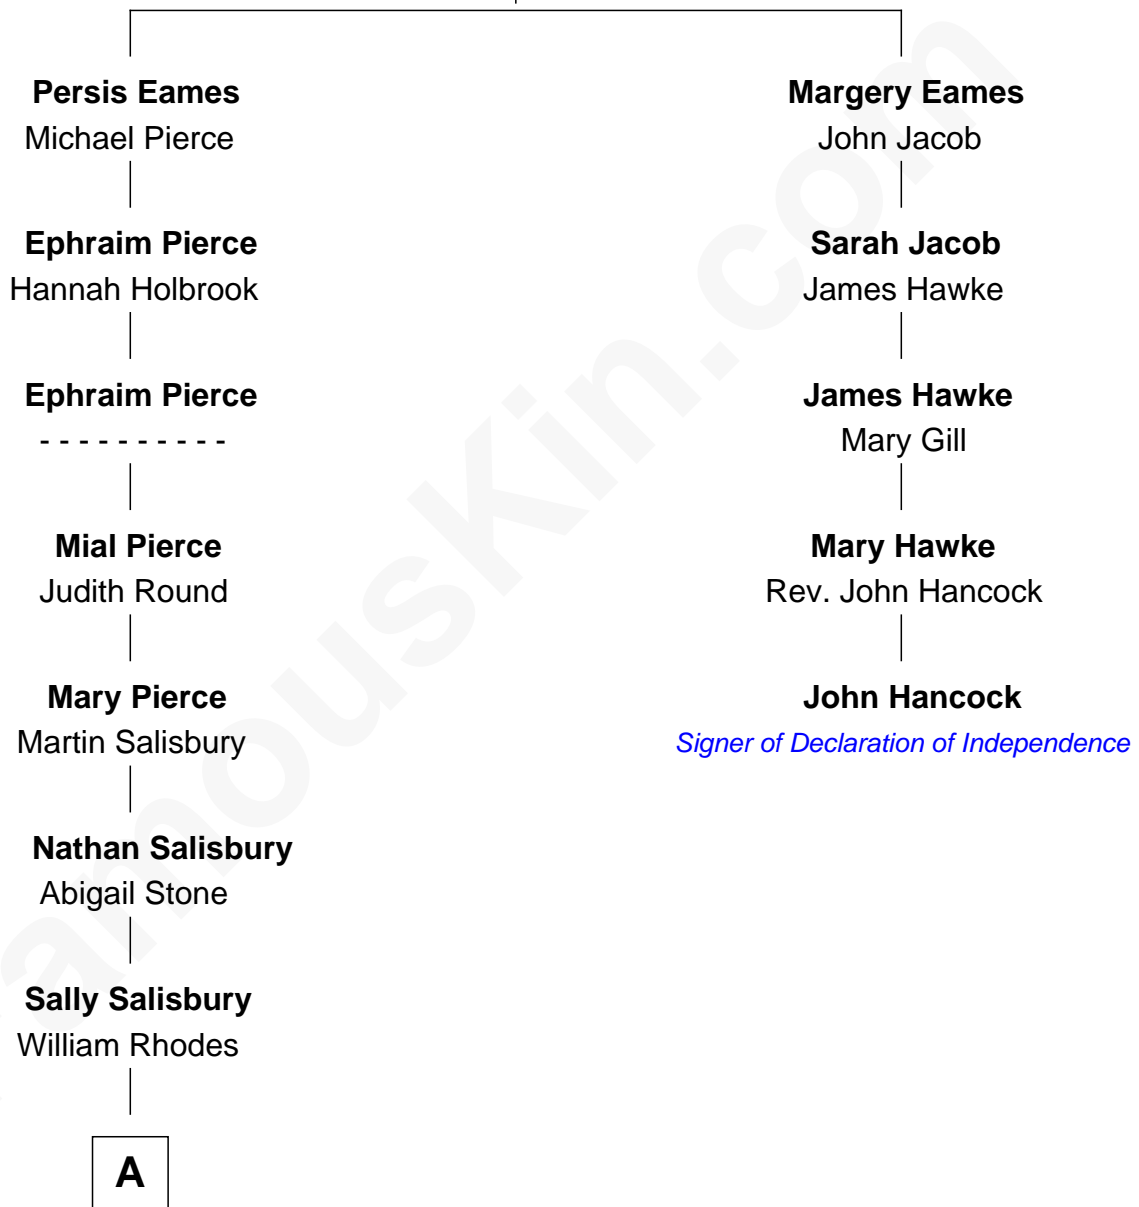 Persis Eames
Michael Pierce
Margery Eames
John Jacob
Ephraim Pierce
Hannah Holbrook
Sarah Jacob
James Hawke
Ephraim Pierce
- - - - - - - - - -
James Hawke
Mary Gill
Mial Pierce
Judith Round
Mary Hawke
Rev. John Hancock
Mary Pierce
Martin Salisbury
John Hancock
Signer of Declaration of Independence
Nathan Salisbury
Abigail Stone
Sally Salisbury
William Rhodes
A
FamousKin.com